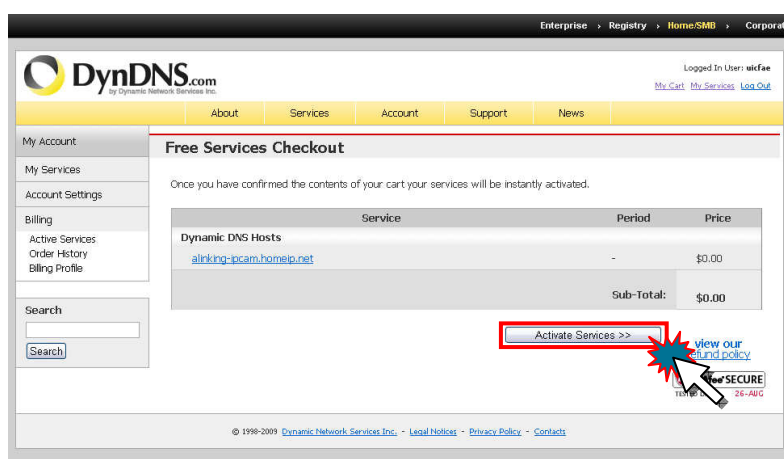 Enterprise › Registry › Home/SMB › Corporat
DynDNS.com
by Dynamic Network Services Inc.
Logged In User: uicfae
My Cart My Services Log Out
About Services Account Support News
My Account
My Services
Account Settings
Billing
Active Services
Order History
Billing Profile
Search
Search
Free Services Checkout
Once you have confirmed the contents of your cart your services will be instantly activated.
Service Period Price
Dynamic DNS Hosts
alinking-ipcam.homeip.net - $0.00
Sub-Total: $0.00
Activate Services >>
view our
refund policy
SECURE
26-AUG
© 1998-2009 Dynamic Network Services Inc. - Legal Notices - Privacy Policy - Contacts